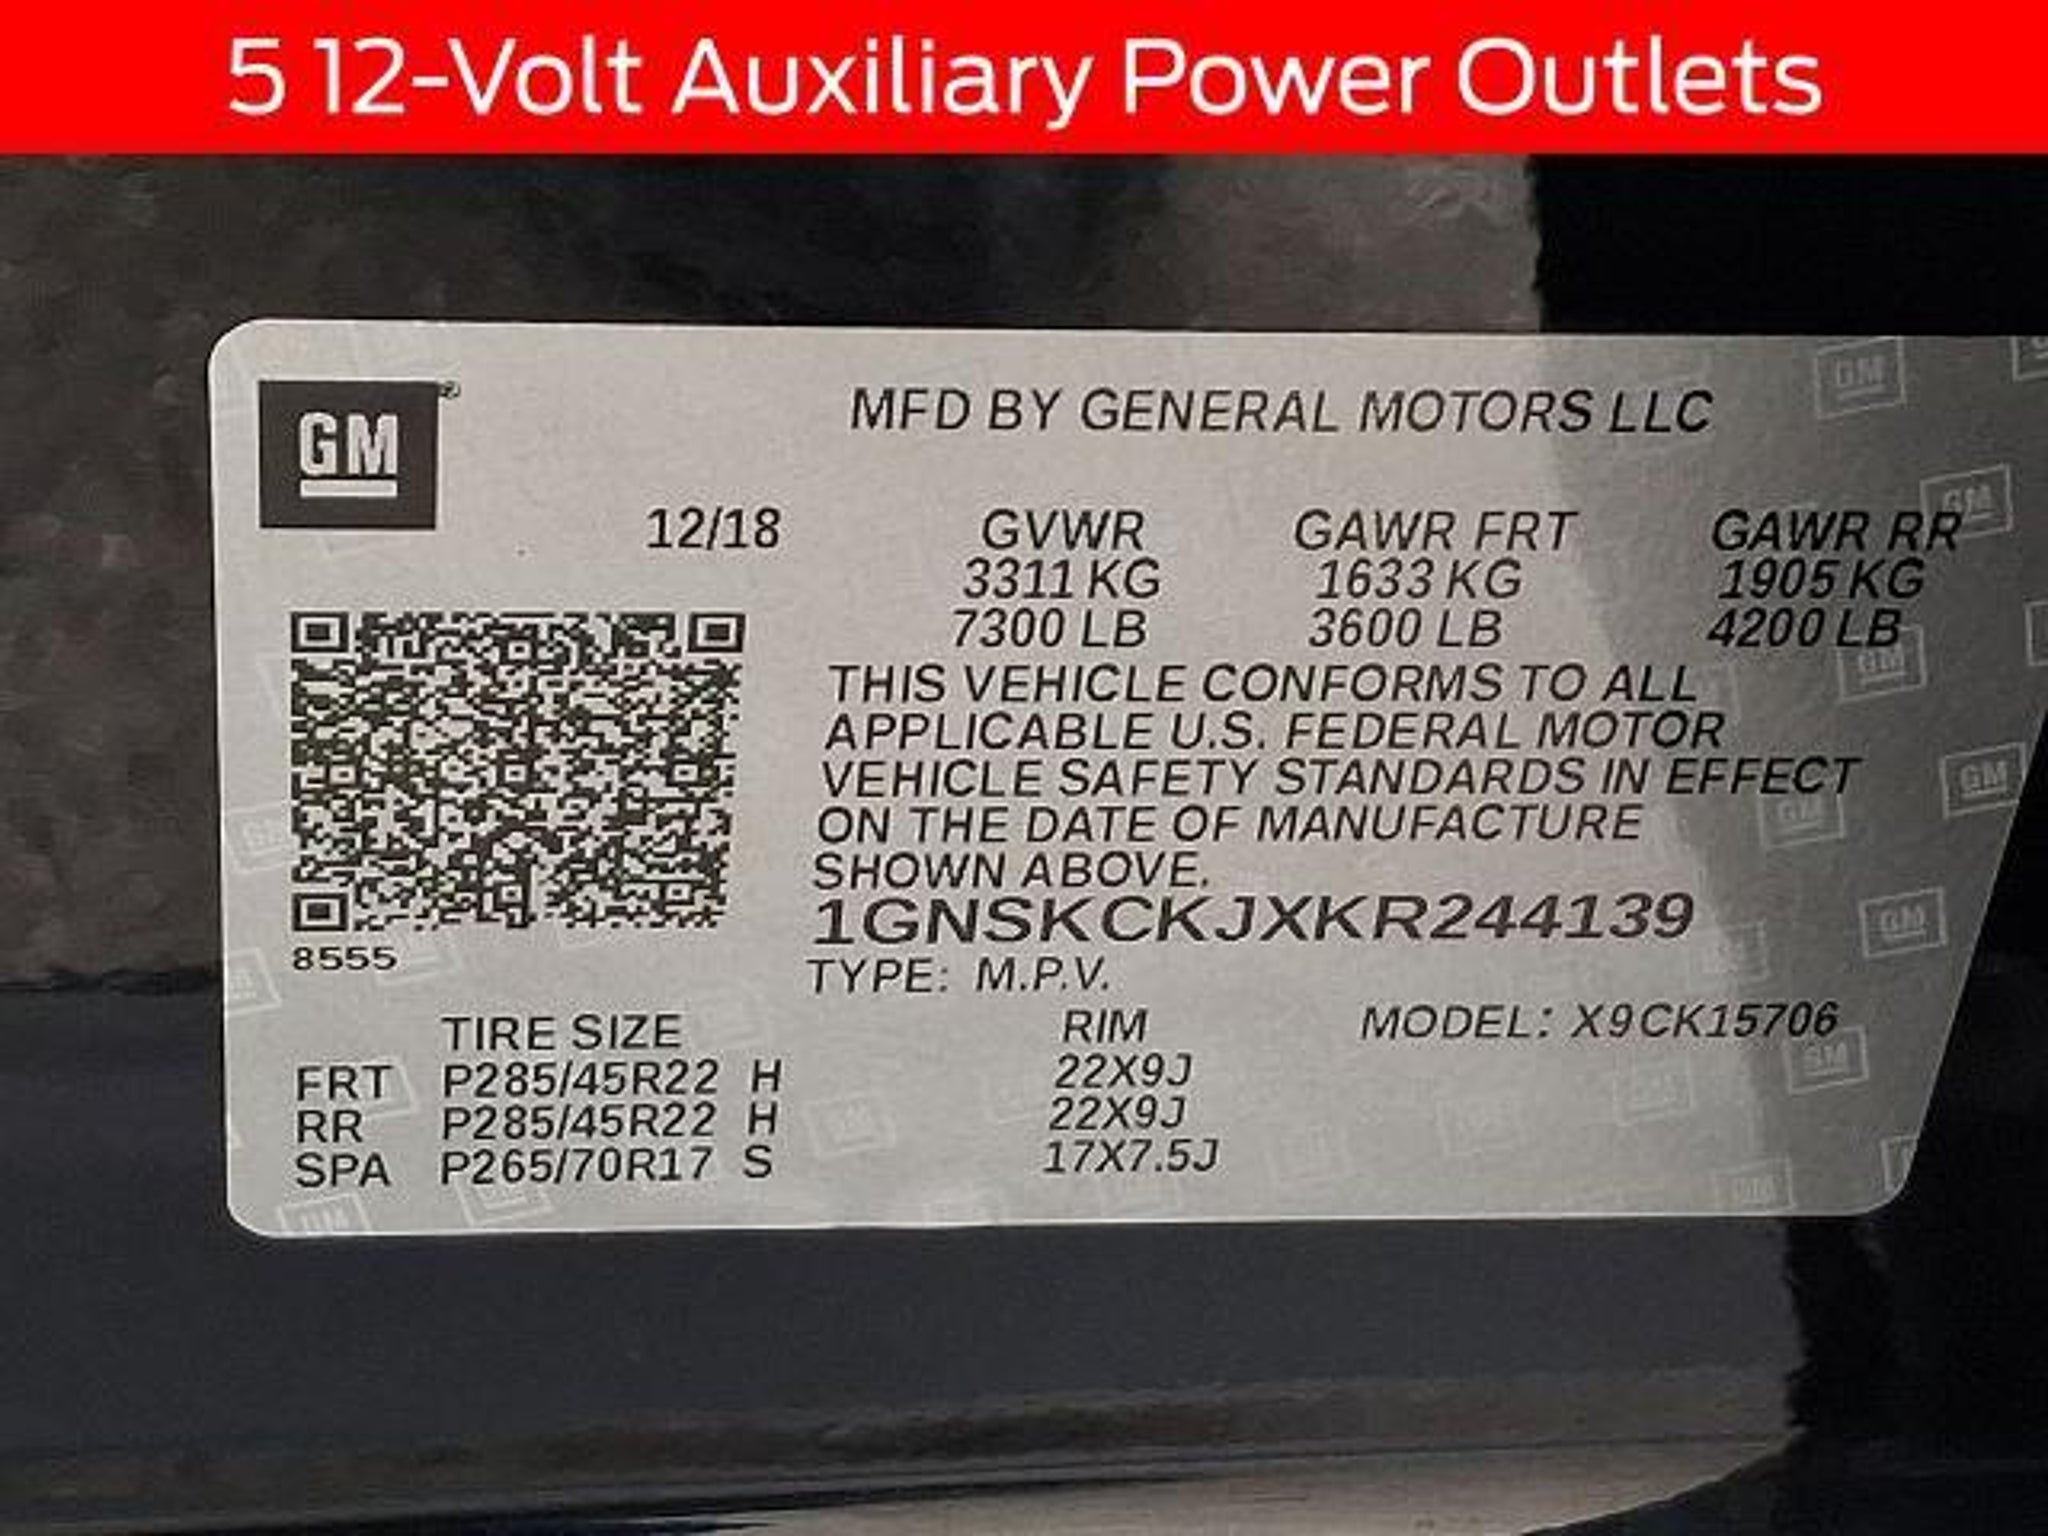 5 12-Volt Auxiliary Power Outlets
GM®
MFD BY GENERAL MOTORS LLC
12/18 GVWR GAWR FRT GAWR RR
3311 KG 1633 KG 1905 KG
7300 LB 3600 LB 4200 LB
THIS VEHICLE CONFORMS TO ALL
APPLICABLE U.S. FEDERAL MOTOR
VEHICLE SAFETY STANDARDS IN EFFECT
ON THE DATE OF MANUFACTURE
SHOWN ABOVE.
1GNSKCKJXKR244139
8555
TYPE: M.P.V.
TIRE SIZE RIM MODEL: X9CK15706
FRT P285/45R22 H 22X9J
RR P285/45R22 H 22X9J
SPA P265/70R17 S 17X7.5J